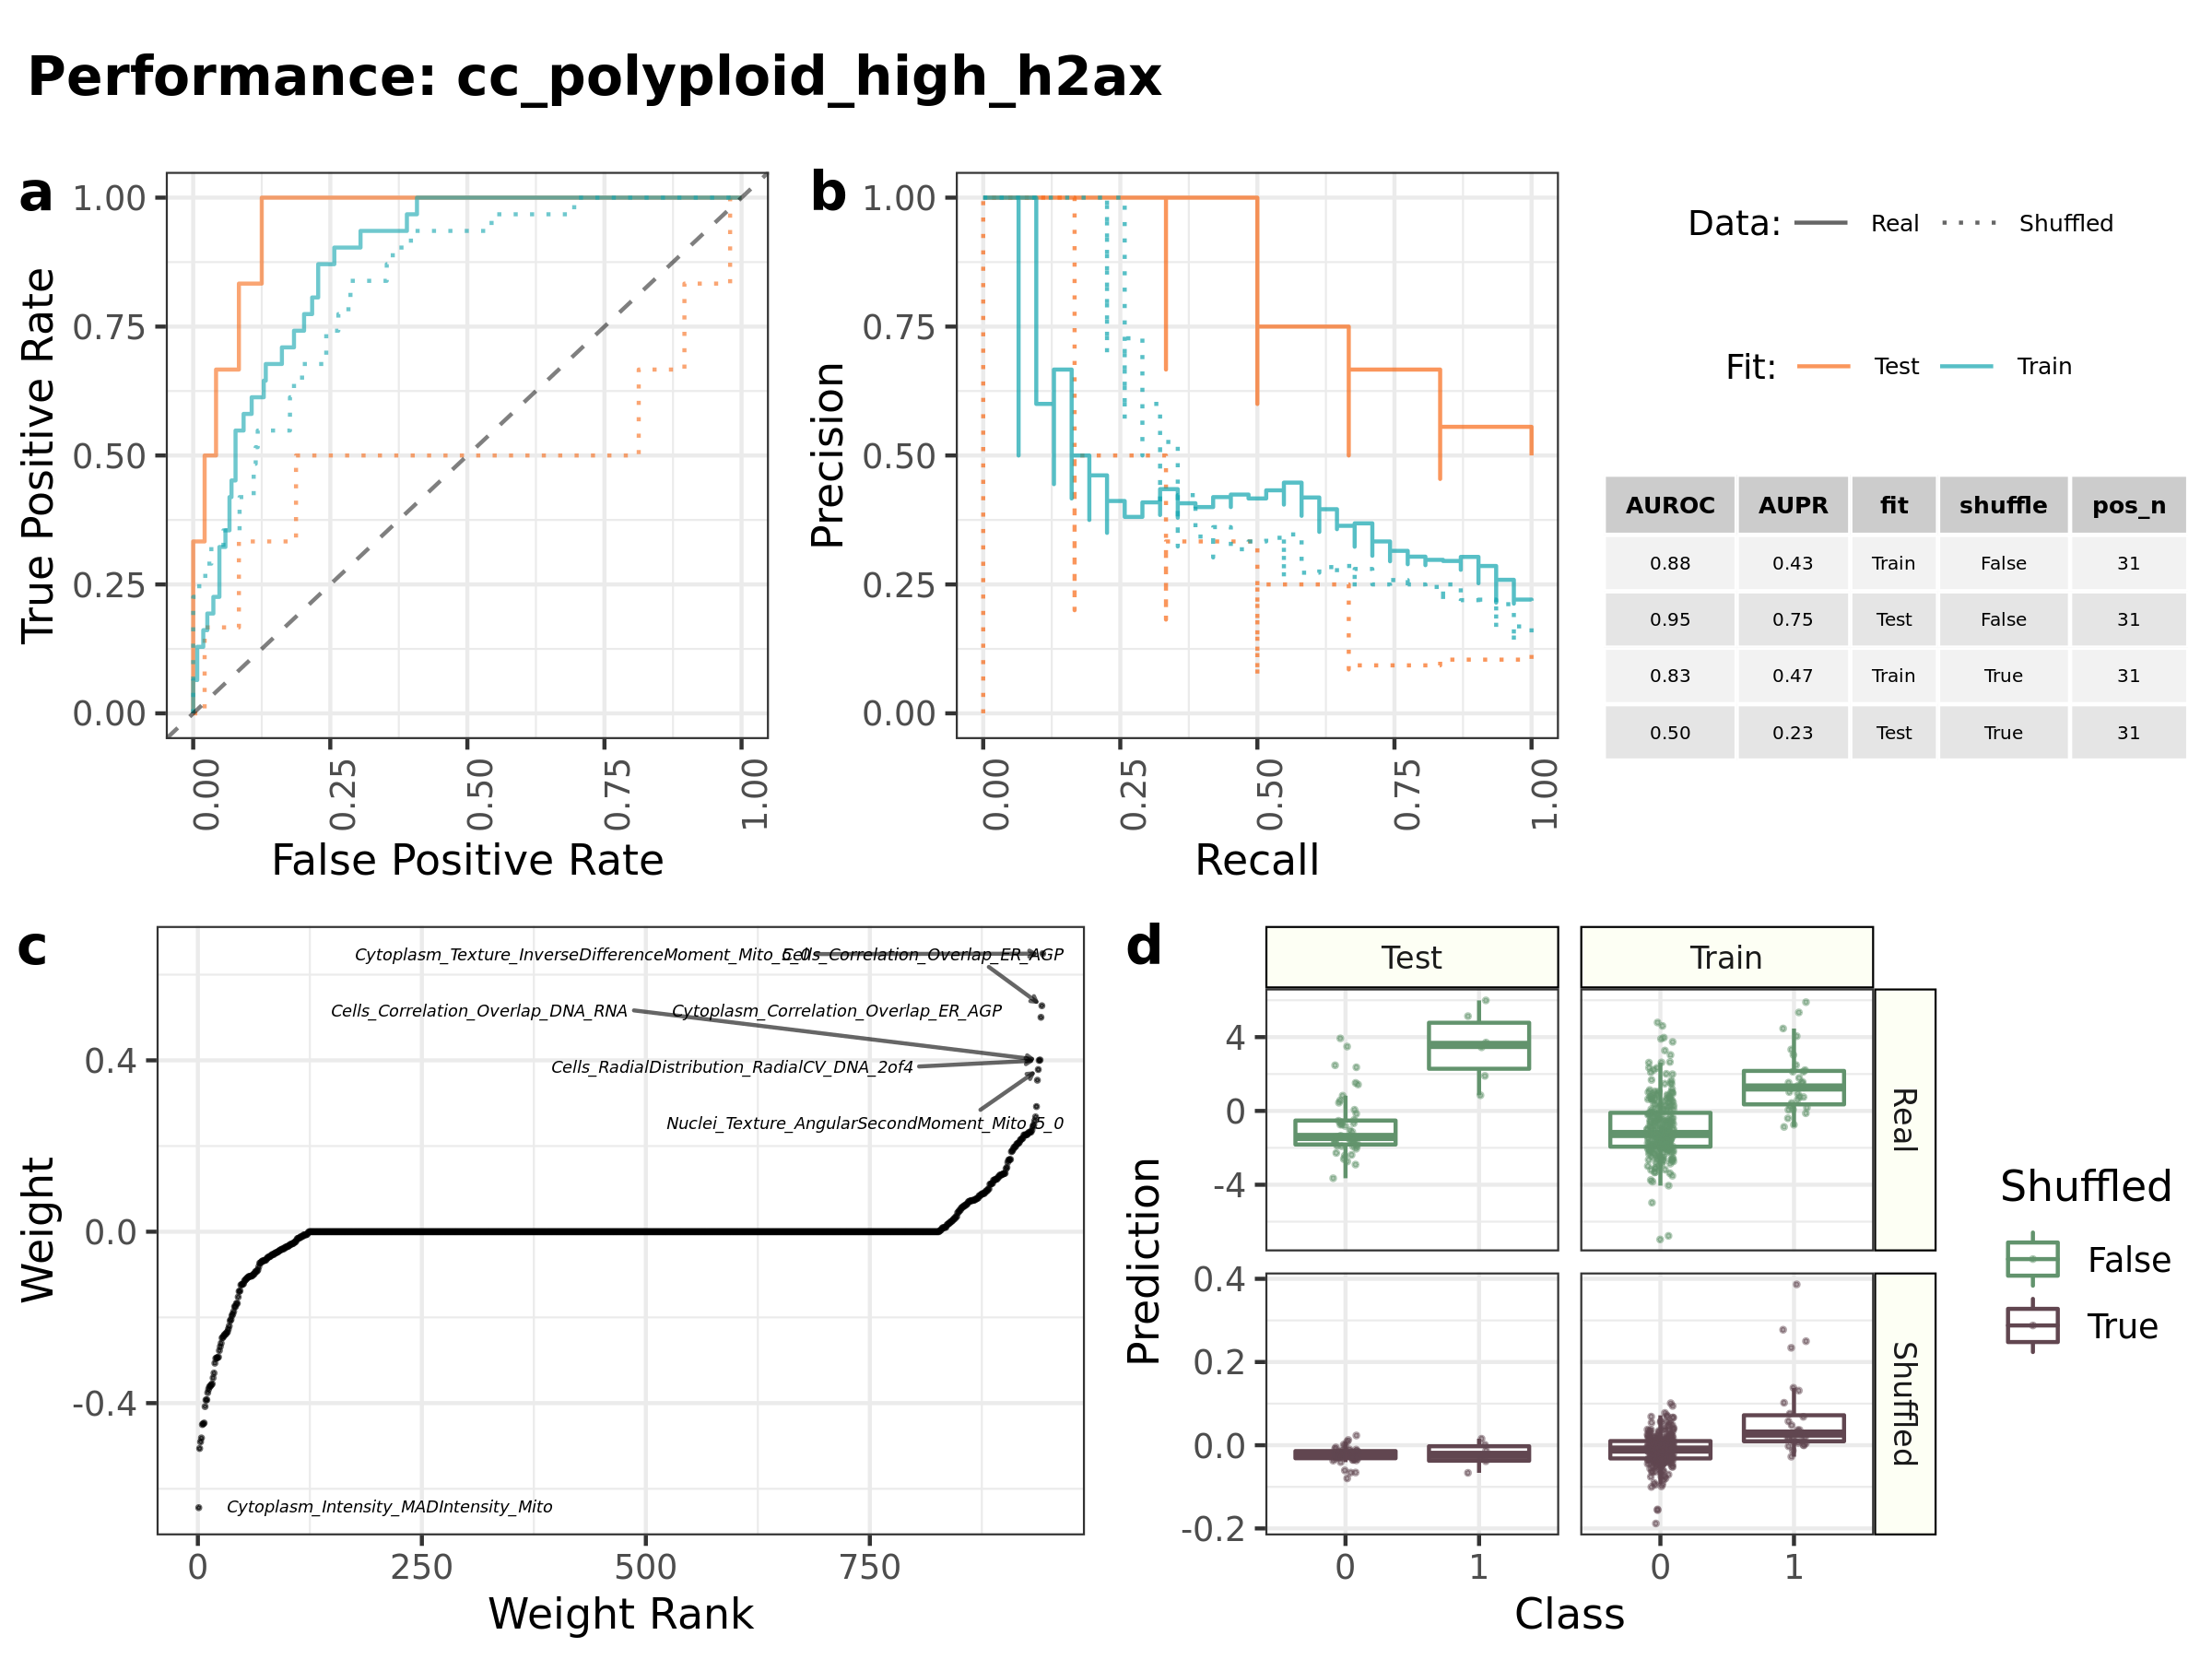 Performance: cc_polyploid_high_h2ax
a
True Positive Rate
1.00
0.75
0.50
0.25
0.00
0.00 0.25 0.50 0.75 1.00
False Positive Rate
b
Precision
1.00
0.75
0.50
0.25
0.00
0.00 0.25 0.50 0.75 1.00
Recall
Data: Real Shuffled
Fit: Test Train
AUROC AUPR fit shuffle pos_n
0.88 0.43 Train False 31
0.95 0.75 Test False 31
0.83 0.47 Train True 31
0.50 0.23 Test True 31
c
Weight
0.4
0.0
-0.4
Cytoplasm_Texture_InverseDifferenceMoment_Mito_5_0
Cells_Correlation_Overlap_ER_AGP
Cells_Correlation_Overlap_DNA_RNA
Cytoplasm_Correlation_Overlap_ER_AGP
Cells_RadialDistribution_RadialCV_DNA_2of4
Nuclei_Texture_AngularSecondMoment_Mito_5_0
Cytoplasm_Intensity_MADIntensity_Mito
0 250 500 750
Weight Rank
d
Test Train
Prediction
4
0
-4
Real
0.4
0.2
0.0
-0.2
Shuffled
0 1 0 1
Class
Shuffled
False
True